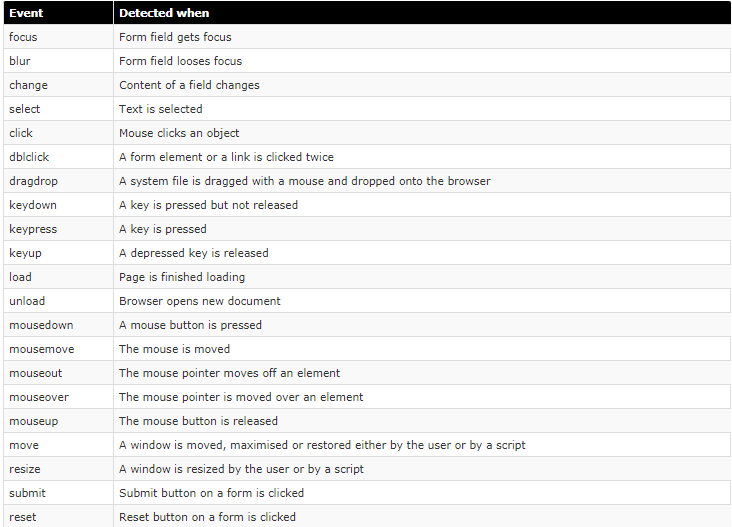 Event Detected when
focus Form field gets focus
blur Form field looses focus
change Content of a field changes
select Text is selected
click Mouse clicks an object
dblclick A form element or a link is clicked twice
dragdrop A system file is dragged with a mouse and dropped onto the browser
keydown A key is pressed but not released
keypress A key is pressed
keyup A depressed key is released
load Page is finished loading
unload Browser opens new document
mousedown A mouse button is pressed
mousemove The mouse is moved
mouseout The mouse pointer moves off an element
mouseover The mouse pointer is moved over an element
mouseup The mouse button is released
move A window is moved, maximised or restored either by the user or by a script
resize A window is resized by the user or by a script
submit Submit button on a form is clicked
reset Reset button on a form is clicked